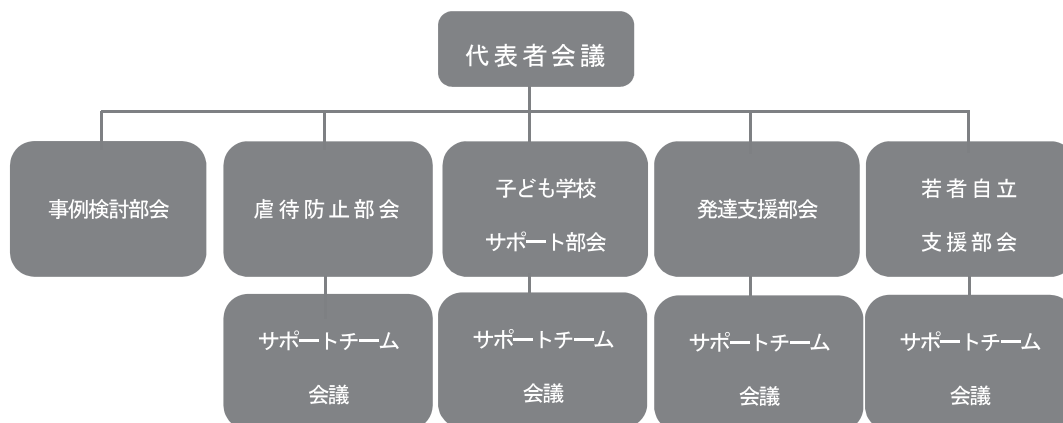 代表者会議
事例検討部会
虐待防止部会
子ども学校
サポート部会
発達支援部会
若者自立
支援部会
サポートチーム
会議
サポートチーム
会議
サポートチーム
会議
サポートチーム
会議